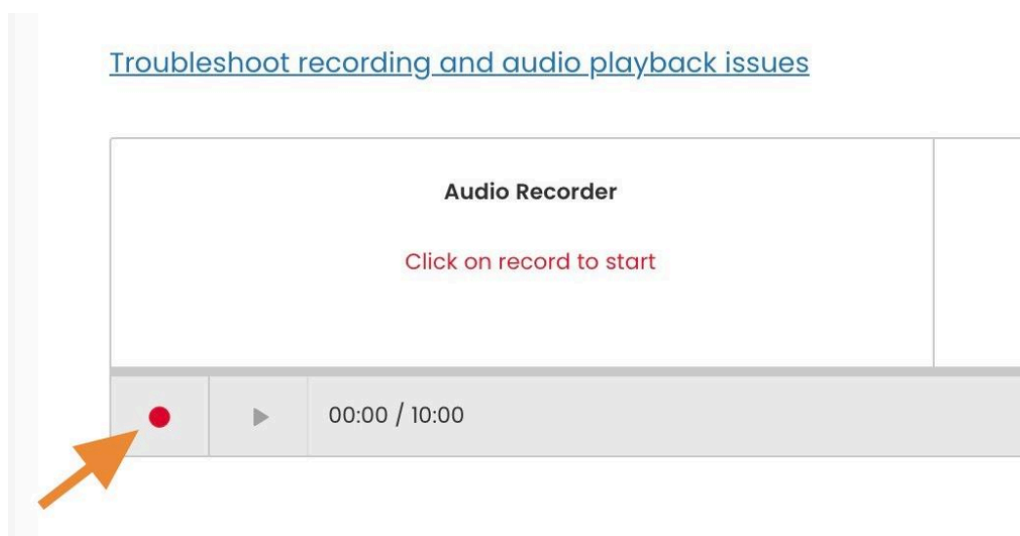 Troubleshoot recording and audio playback issues
Audio Recorder
Click on record to start
00:00 / 10:00